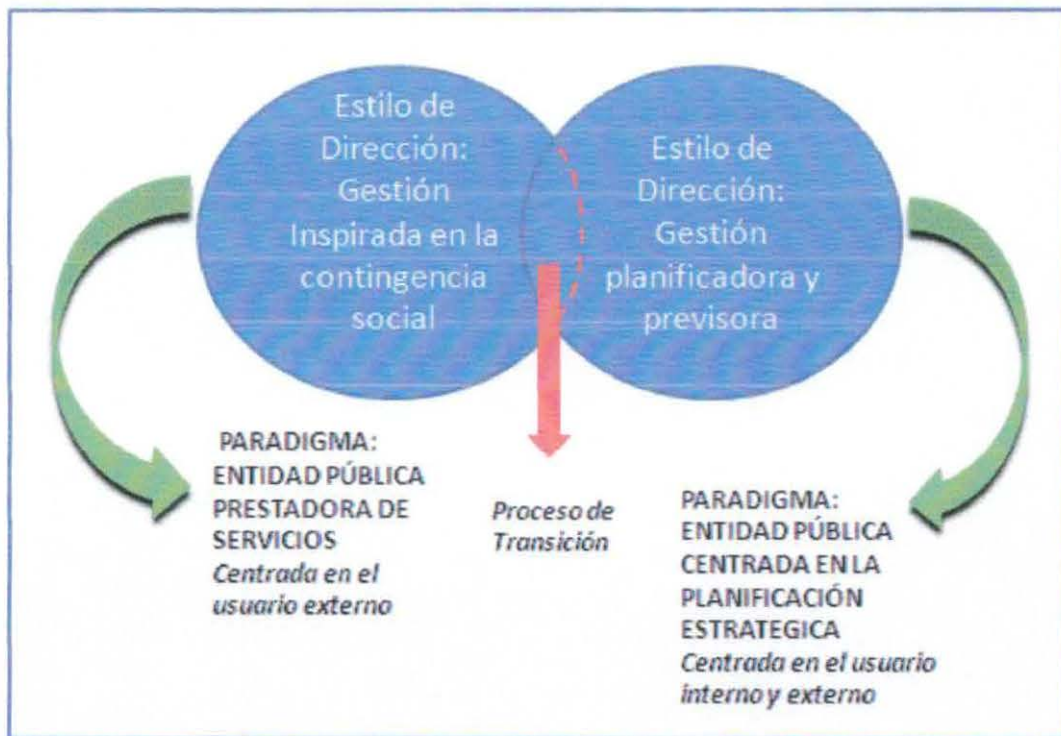 Estilo de
Dirección:
Gestión
Inspirada en la
contingencia
social
Estilo de
Dirección:
Gestión
planificadora y
previsora
PARADIGMA:
ENTIDAD PÚBLICA
PRESTADORA DE
SERVICIOS
Centrada en el
usuario externo
Proceso de
Transición
PARADIGMA:
ENTIDAD PÚBLICA
CENTRADA EN LA
PLANIFICACIÓN
ESTRATEGICA
Centrada en el usuario
interno y externo